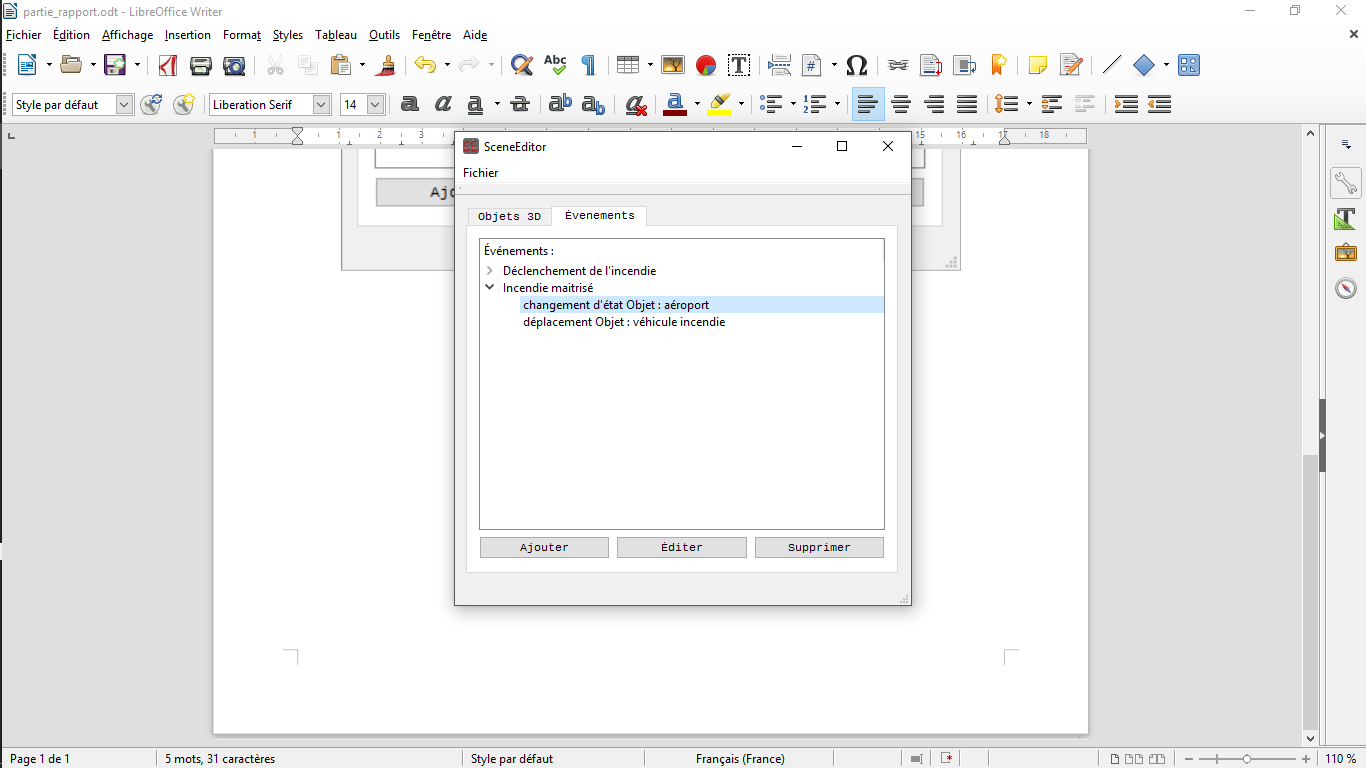 partie_rapport.odt - LibreOffice Writer
Fichier Édition Affichage Insertion Format Styles Tableau Outils Fenêtre Aide
Abc
Style par défaut Liberation Serif 14
1 1 2 3 15 16 17 18
SceneEditor
Fichier
Objets 3D Évenements
Événements :
Déclenchement de l'incendie
Incendie maitrisé
changement d'état Objet : aéroport
déplacement Objet : véhicule incendie
Ajouter Éditer Supprimer
Page 1 de 1 5 mots, 31 caractères Style par défaut Français (France) 110 %